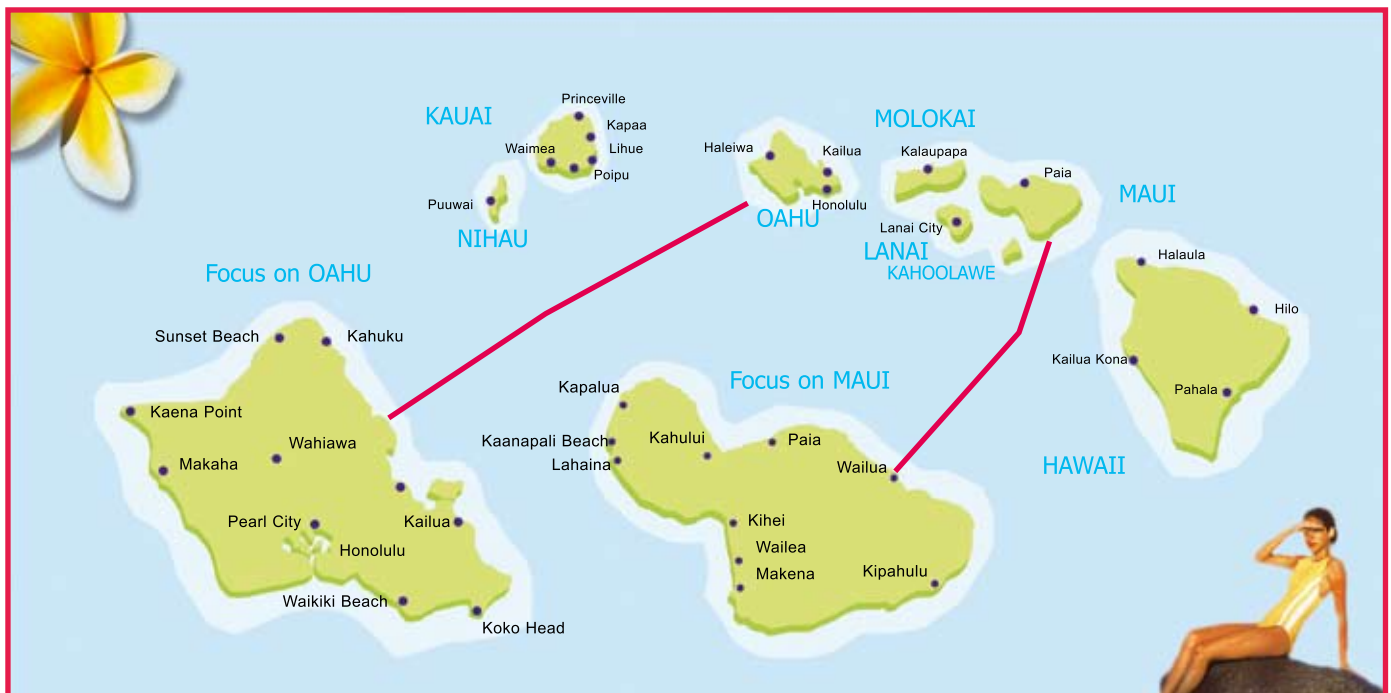 KAUAI
Princeville
Kapaa
Waimea
Lihue
Poipu
Puuwai
NIHAU
Haleiwa
Kailua
Honolulu
OAHU
MOLOKAI
Kalaupapa
Lanai City
LANAI
KAHOOLAWE
Paia
MAUI
Halaula
Hilo
Kailua Kona
Pahala
HAWAII
Focus on OAHU
Sunset Beach
Kahuku
Kaena Point
Wahiawa
Makaha
Pearl City
Kailua
Honolulu
Waikiki Beach
Koko Head
Focus on MAUI
Kapalua
Kaanapali Beach
Kahului
Paia
Lahaina
Wailua
Kihei
Wailea
Makena
Kipahulu